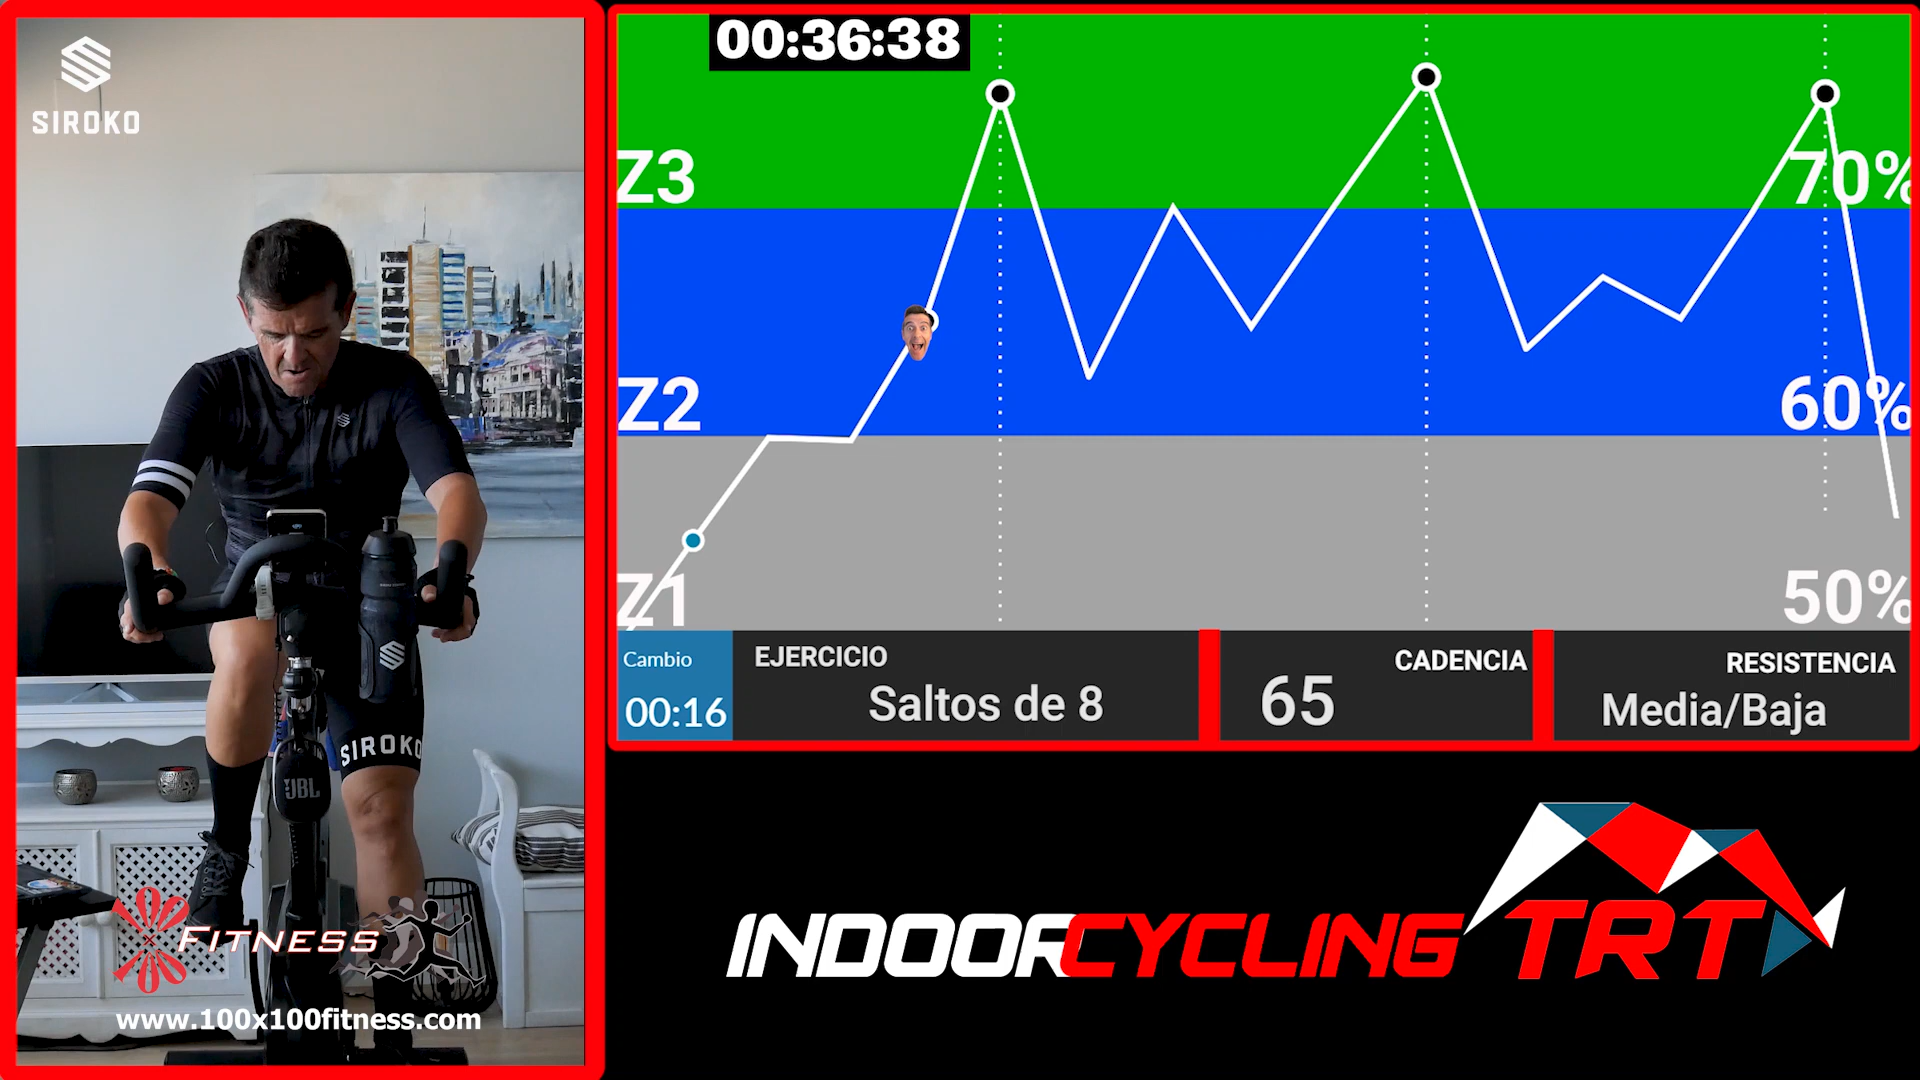 SIROKO
SIROKO
JBL
FITNESS
www.100x100fitness.com
00:36:38
Z3
70%
Z2
60%
Z1
50%
Cambio
00:16
EJERCICIO
Saltos de 8
CADENCIA
65
RESISTENCIA
Media/Baja
INDOORCYCLING TRT